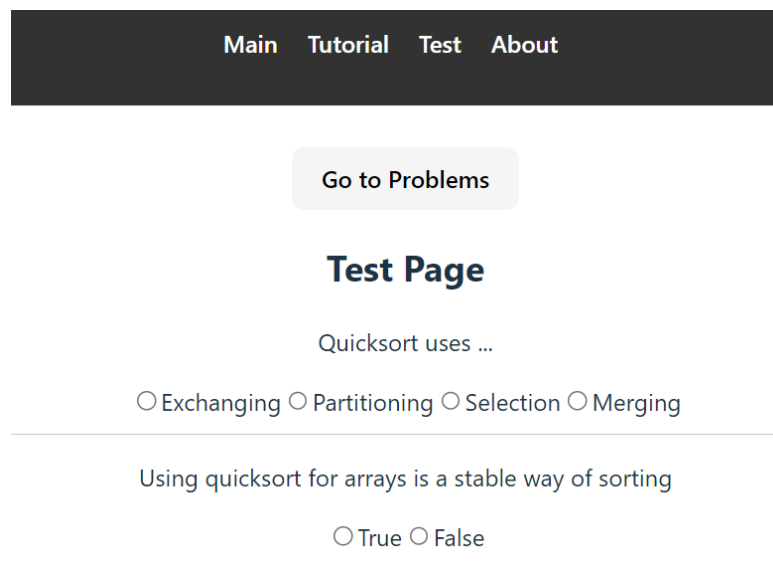 Main Tutorial Test About
Go to Problems
Test Page
Quicksort uses ...
Exchanging Partitioning Selection Merging
Using quicksort for arrays is a stable way of sorting
True False